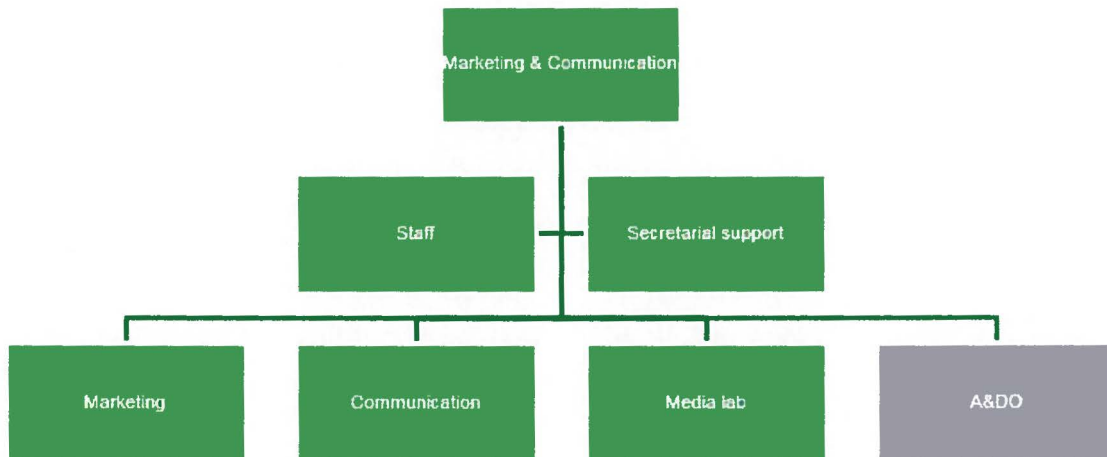 Marketing & Communication
Staff
Secretarial support
Marketing
Communication
Media lab
A&DO